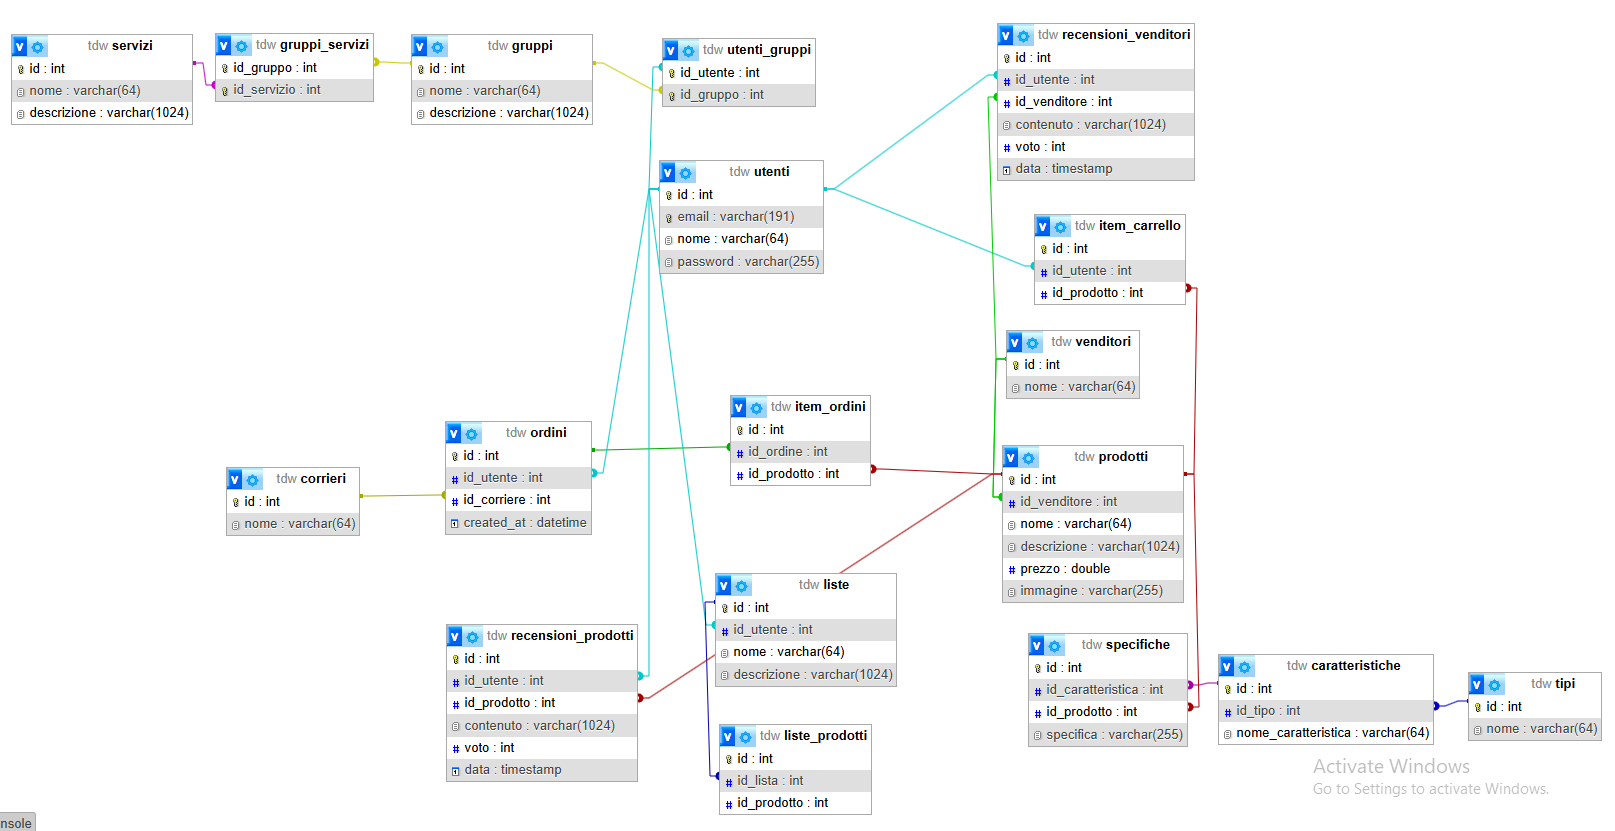 tdw servizi
id : int
nome : varchar(64)
descrizione : varchar(1024)
tdw gruppi_servizi
id_gruppo : int
id_servizio : int
tdw gruppi
id : int
nome : varchar(64)
descrizione : varchar(1024)
tdw utenti_gruppi
id_utente : int
id_gruppo : int
tdw recensioni_venditori
id : int
id_utente : int
id_venditore : int
contenuto : varchar(1024)
voto : int
data : timestamp
tdw utenti
id : int
email : varchar(191)
nome : varchar(64)
password : varchar(255)
tdw item_carrello
id : int
id_utente : int
id_prodotto : int
tdw venditori
id : int
nome : varchar(64)
tdw item_ordini
id : int
id_ordine : int
id_prodotto : int
tdw ordini
id : int
id_utente : int
id_corriere : int
created_at : datetime
tdw corrieri
id : int
nome : varchar(64)
tdw prodotti
id : int
id_venditore : int
nome : varchar(64)
descrizione : varchar(1024)
prezzo : double
immagine : varchar(255)
tdw liste
id : int
id_utente : int
nome : varchar(64)
descrizione : varchar(1024)
tdw recensioni_prodotti
id : int
id_utente : int
id_prodotto : int
contenuto : varchar(1024)
voto : int
data : timestamp
tdw specifiche
id : int
id_caratteristica : int
id_prodotto : int
specifica : varchar(255)
tdw caratteristiche
id : int
id_tipo : int
nome_caratteristica : varchar(64)
tdw tipi
id : int
nome : varchar(64)
tdw liste_prodotti
id : int
id_lista : int
id_prodotto : int
Activate Windows
Go to Settings to activate Windows.
nsole